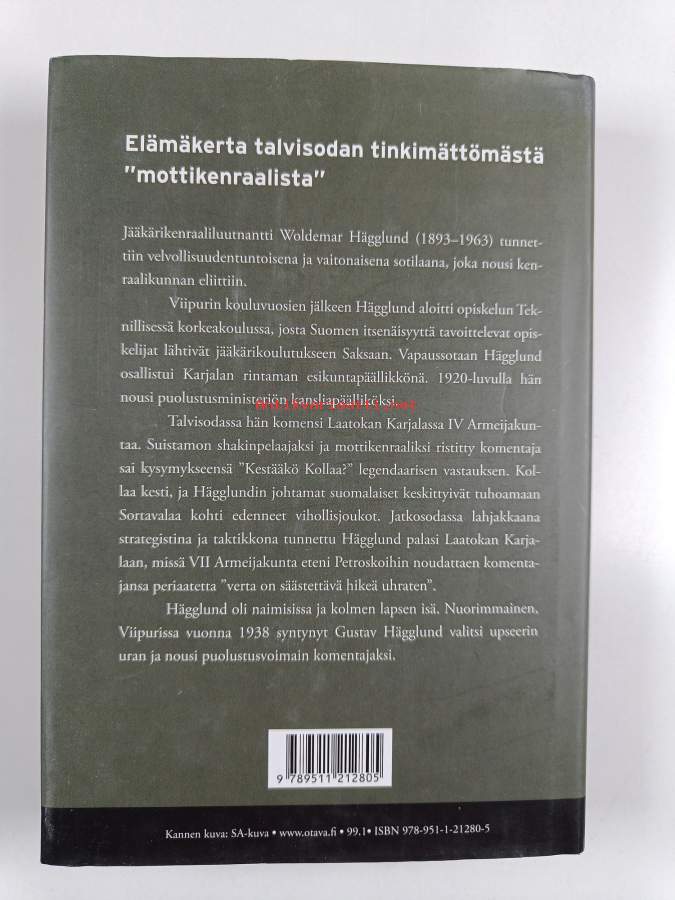 Elämäkerta talvisodan tinkimättömästä
"mottikenraalista"
Jääkärikenraaliluutnantti Woldemar Hägglund (1893–1963) tunnet-
tiin velvollisuudentuntoisena ja vaitonaisena sotilaana, joka nousi ken-
raalikunnan eliittiin.
Viipurin kouluvuosien jälkeen Hägglund aloitti opiskelun Tek-
nillisessä korkeakoulussa, josta Suomen itsenäisyyttä tavoittelevat opis-
kelijat lähtivät jääkärikoulutukseen Saksaan. Vapaussotaan Hägglund
osallistui Karjalan rintaman esikuntapäällikkönä. 1920-luvulla hän
nousi puolustusministeriön kansliapäälliköksi.
Talvisodassa hän komensi Laatokan Karjalassa IV Armeijakun-
taa. Suistamon shakinpelaajaksi ja mottikenraaliksi ristitty komentaja
sai kysymykseensä "Kestääkö Kollaa?" legendaarisen vastauksen. Kol-
laa kesti, ja Hägglundin johtamat suomalaiset keskittyivät tuhoamaan
Sortavalaa kohti edenneet vihollisjoukot. Jatkosodassa lahjakkaana
strategistina ja taktikkona tunnettu Hägglund palasi Laatokan Karja-
laan, missä VII Armeijakunta eteni Petroskoihin noudattaen komenta-
jansa periaatetta "verta on säästettävä hikeä uhraten".
Hägglund oli naimisissa ja kolmen lapsen isä. Nuorimmainen,
Viipurissa vuonna 1938 syntynyt Gustav Hägglund valitsi upseerin
uran ja nousi puolustusvoimain komentajaksi.
9 789511 212805
Kannen kuva: SA-kuva • www.otava.fi • 99.1 • ISBN 978-951-1-21280-5